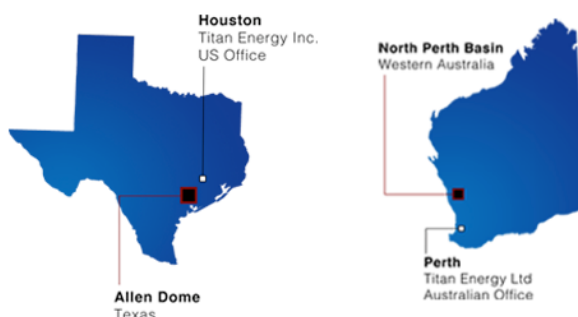 Houston
Titan Energy Inc.
US Office
Allen Dome
Texas
North Perth Basin
Western Australia
Perth
Titan Energy Ltd
Australian Office